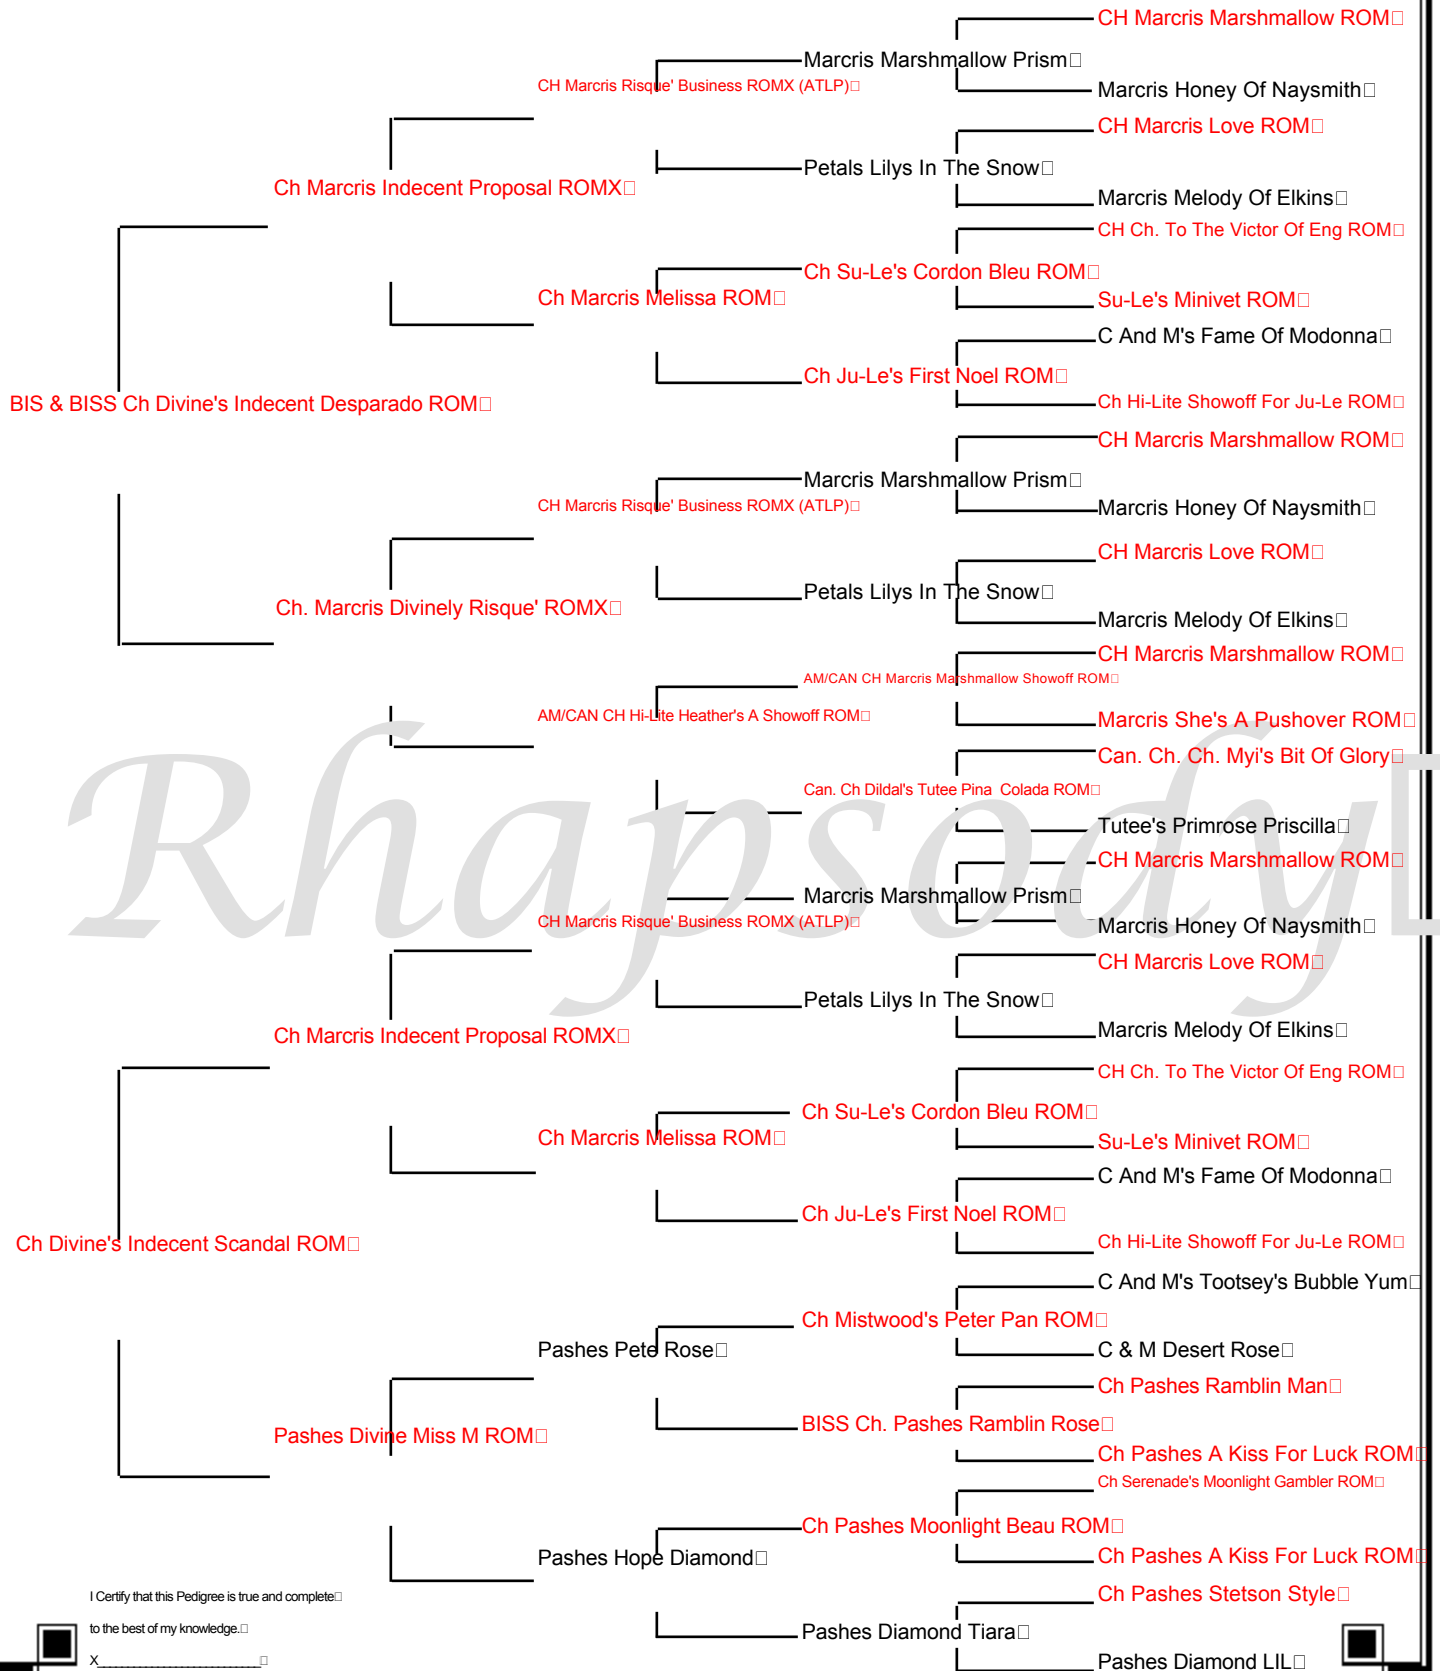 CH Marcris Marshmallow ROM
Marcris Marshmallow Prism
CH Marcris Risque' Business ROMX (ATLP)
Marcris Honey Of Naysmith
CH Marcris Love ROM
Petals Lilys In The Snow
Ch Marcris Indecent Proposal ROMX
Marcris Melody Of Elkins
CH Ch. To The Victor Of Eng ROM
Ch Su-Le's Cordon Bleu ROM
Ch Marcris Melissa ROM
Su-Le's Minivet ROM
C And M's Fame Of Modonna
Ch Ju-Le's First Noel ROM
BIS & BISS Ch Divine's Indecent Desparado ROM
Ch Hi-Lite Showoff For Ju-Le ROM
CH Marcris Marshmallow ROM
Marcris Marshmallow Prism
CH Marcris Risque' Business ROMX (ATLP)
Marcris Honey Of Naysmith
CH Marcris Love ROM
Petals Lilys In The Snow
Ch. Marcris Divinely Risque' ROMX
Marcris Melody Of Elkins
CH Marcris Marshmallow ROM
AM/CAN CH Marcris Marshmallow Showoff ROM
AM/CAN CH Hi-Lite Heather's A Showoff ROM
Marcris She's A Pushover ROM
Can. Ch. Ch. Myi's Bit Of Glory
Can. Ch Dildal's Tutee Pina Colada ROM
Tutee's Primrose Priscilla
Rhapsody
CH Marcris Marshmallow ROM
Marcris Marshmallow Prism
CH Marcris Risque' Business ROMX (ATLP)
Marcris Honey Of Naysmith
CH Marcris Love ROM
Petals Lilys In The Snow
Ch Marcris Indecent Proposal ROMX
Marcris Melody Of Elkins
CH Ch. To The Victor Of Eng ROM
Ch Su-Le's Cordon Bleu ROM
Ch Marcris Melissa ROM
Su-Le's Minivet ROM
C And M's Fame Of Modonna
Ch Ju-Le's First Noel ROM
Ch Divine's Indecent Scandal ROM
Ch Hi-Lite Showoff For Ju-Le ROM
C And M's Tootsey's Bubble Yum
Ch Mistwood's Peter Pan ROM
Pashes Pete Rose
C & M Desert Rose
Ch Pashes Ramblin Man
BISS Ch. Pashes Ramblin Rose
Pashes Divine Miss M ROM
Ch Pashes A Kiss For Luck ROM
Ch Serenade's Moonlight Gambler ROM
Ch Pashes Moonlight Beau ROM
Pashes Hope Diamond
Ch Pashes A Kiss For Luck ROM
Ch Pashes Stetson Style
Pashes Diamond Tiara
Pashes Diamond LIL
I Certify that this Pedigree is true and complete
to the best of my knowledge.
X__________________________